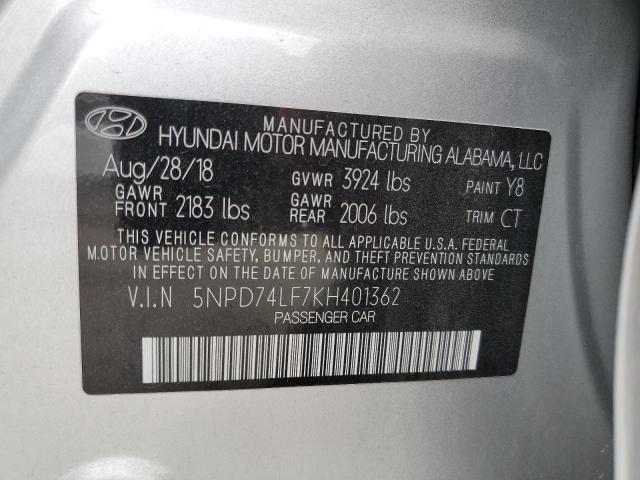 MANUFACTURED BY
HYUNDAI MOTOR MANUFACTURING ALABAMA, LLC
Aug/28/18 GVWR 3924 lbs PAINT Y8
GAWR FRONT 2183 lbs GAWR REAR 2006 lbs TRIM CT
THIS VEHICLE CONFORMS TO ALL APPLICABLE U.S.A. FEDERAL
MOTOR VEHICLE SAFETY, BUMPER, AND THEFT PREVENTION STANDARDS
IN EFFECT ON THE DATE OF MANUFACTURE SHOWN ABOVE
V.I.N 5NPD74LF7KH401362
PASSENGER CAR